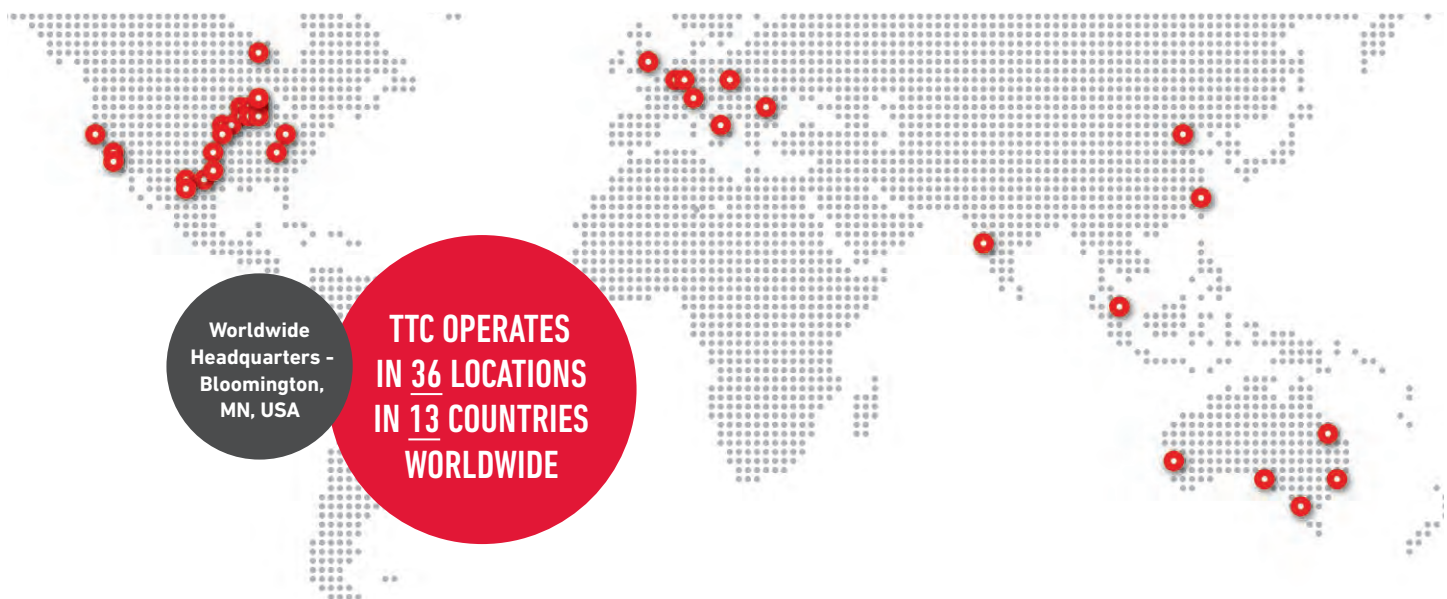 Worldwide
Headquarters -
Bloomington,
MN, USA
TTC OPERATES
IN 36 LOCATIONS
IN 13 COUNTRIES
WORLDWIDE